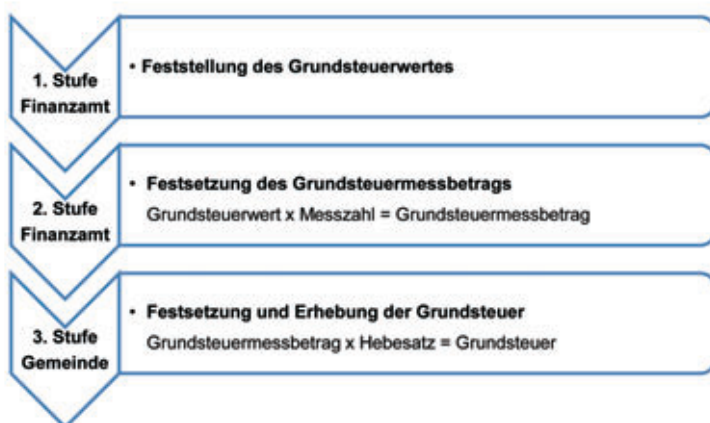 1. Stufe
Finanzamt
• Feststellung des Grundsteuerwertes
2. Stufe
Finanzamt
• Festsetzung des Grundsteuermessbetrags
Grundsteuerwert x Messzahl = Grundsteuermessbetrag
3. Stufe
Gemeinde
• Festsetzung und Erhebung der Grundsteuer
Grundsteuermessbetrag x Hebesatz = Grundsteuer